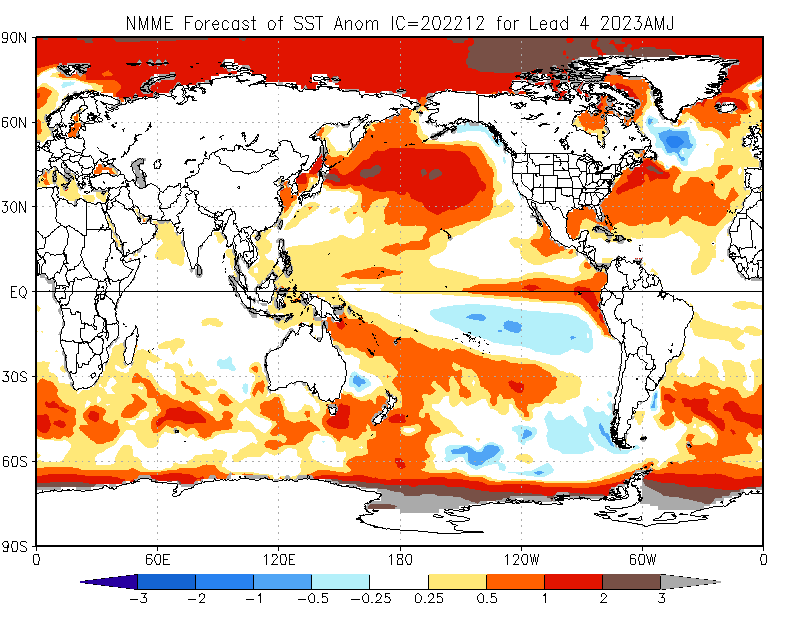 NMME Forecast of SST Anom IC=202212 for Lead 4 2023AMJ
90N
60N
30N
EQ
30S
60S
90S
0 60E 120E 180 120W 60W 0
-3 -2 -1 -0.5 -0.25 0.25 0.5 1 2 3